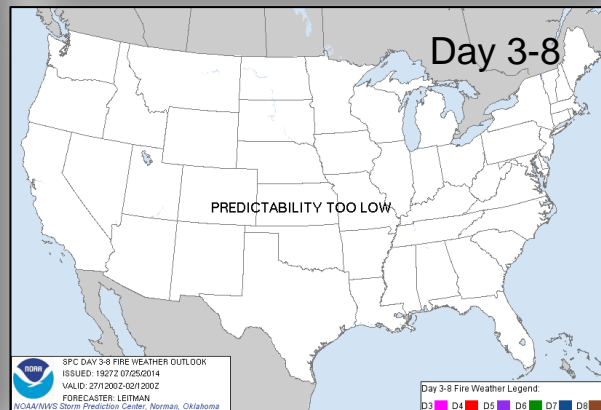 Day 3-8
PREDICTABILITY TOO LOW
NOAA
SPC DAY 3-8 FIRE WEATHER OUTLOOK
ISSUED: 1927Z 07/25/2014
VALID: 27/1200Z-02/1200Z
FORECASTER: LEITMAN
NOAA/NWS Storm Prediction Center, Norman, Oklahoma
Day 3-8 Fire Weather Legend:
D3 D4 D5 D6 D7 D8